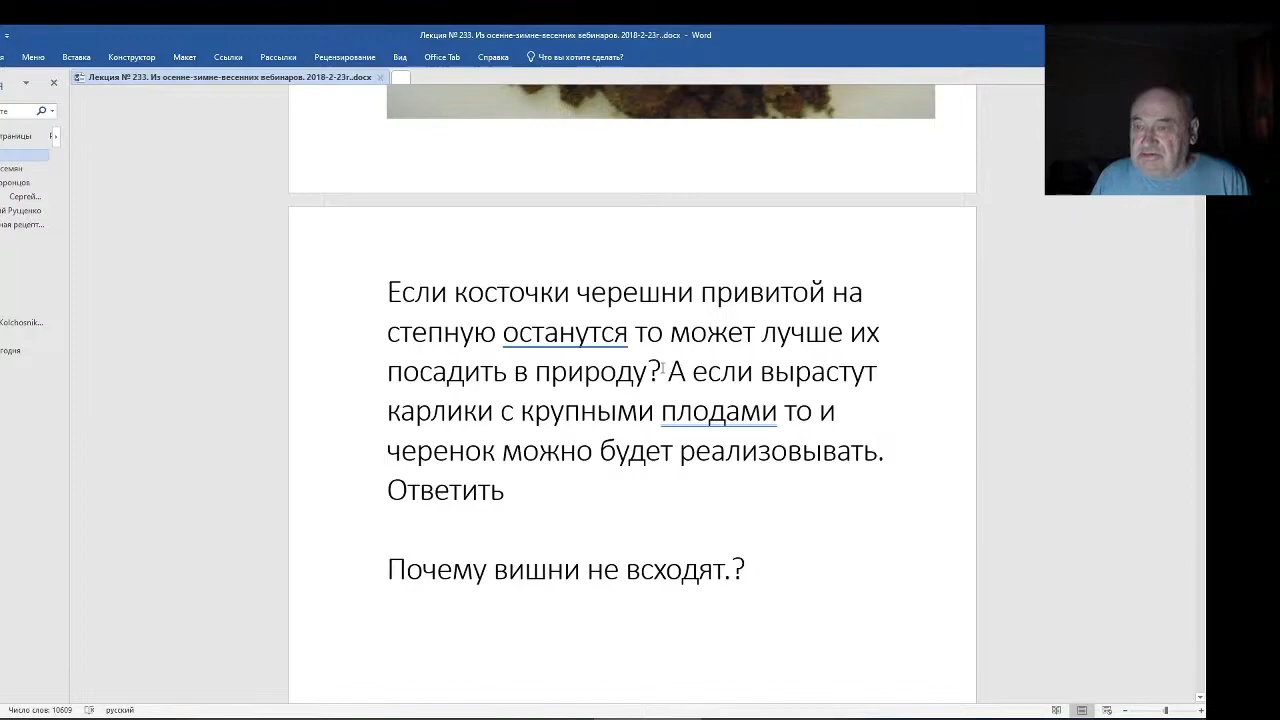 Лекция № 233. Из осенне-зимне-весенних вебинаров. 2018-2-23г..docx - Word
Меню Вставка Конструктор Макет Ссылки Рассылки Рецензирование Вид Office Tab Справка Что вы хотите сделать?
Лекция № 233. Из осенне-зимне-весенних вебинаров. 2018-2-23г..docx
Сергей...
Kolchosnik...
Если косточки черешни привитой на
степную останутся то может лучше их
посадить в природу? А если вырастут
карлики с крупными плодами то и
черенок можно будет реализовывать.
Ответить
Почему вишни не всходят.?
Число слов: 10609 русский